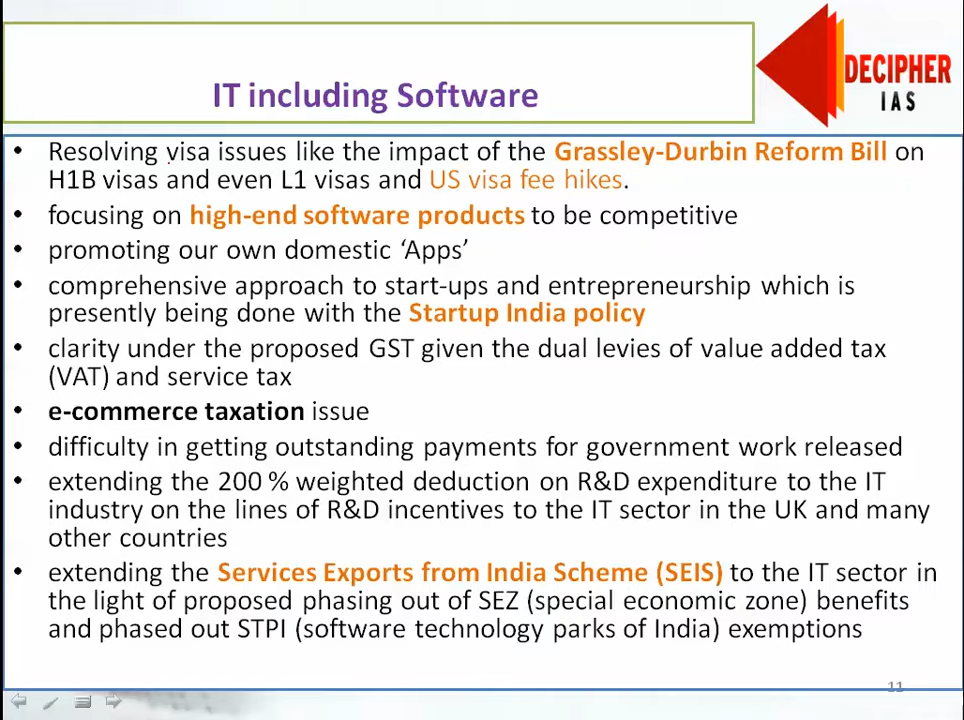 IT including Software
DECIPHER
IAS
• Resolving visa issues like the impact of the Grassley-Durbin Reform Bill on
H1B visas and even L1 visas and US visa fee hikes.
• focusing on high-end software products to be competitive
• promoting our own domestic ‘Apps’
• comprehensive approach to start-ups and entrepreneurship which is
presently being done with the Startup India policy
• clarity under the proposed GST given the dual levies of value added tax
(VAT) and service tax
• e-commerce taxation issue
• difficulty in getting outstanding payments for government work released
• extending the 200 % weighted deduction on R&D expenditure to the IT
industry on the lines of R&D incentives to the IT sector in the UK and many
other countries
• extending the Services Exports from India Scheme (SEIS) to the IT sector in
the light of proposed phasing out of SEZ (special economic zone) benefits
and phased out STPI (software technology parks of India) exemptions
11